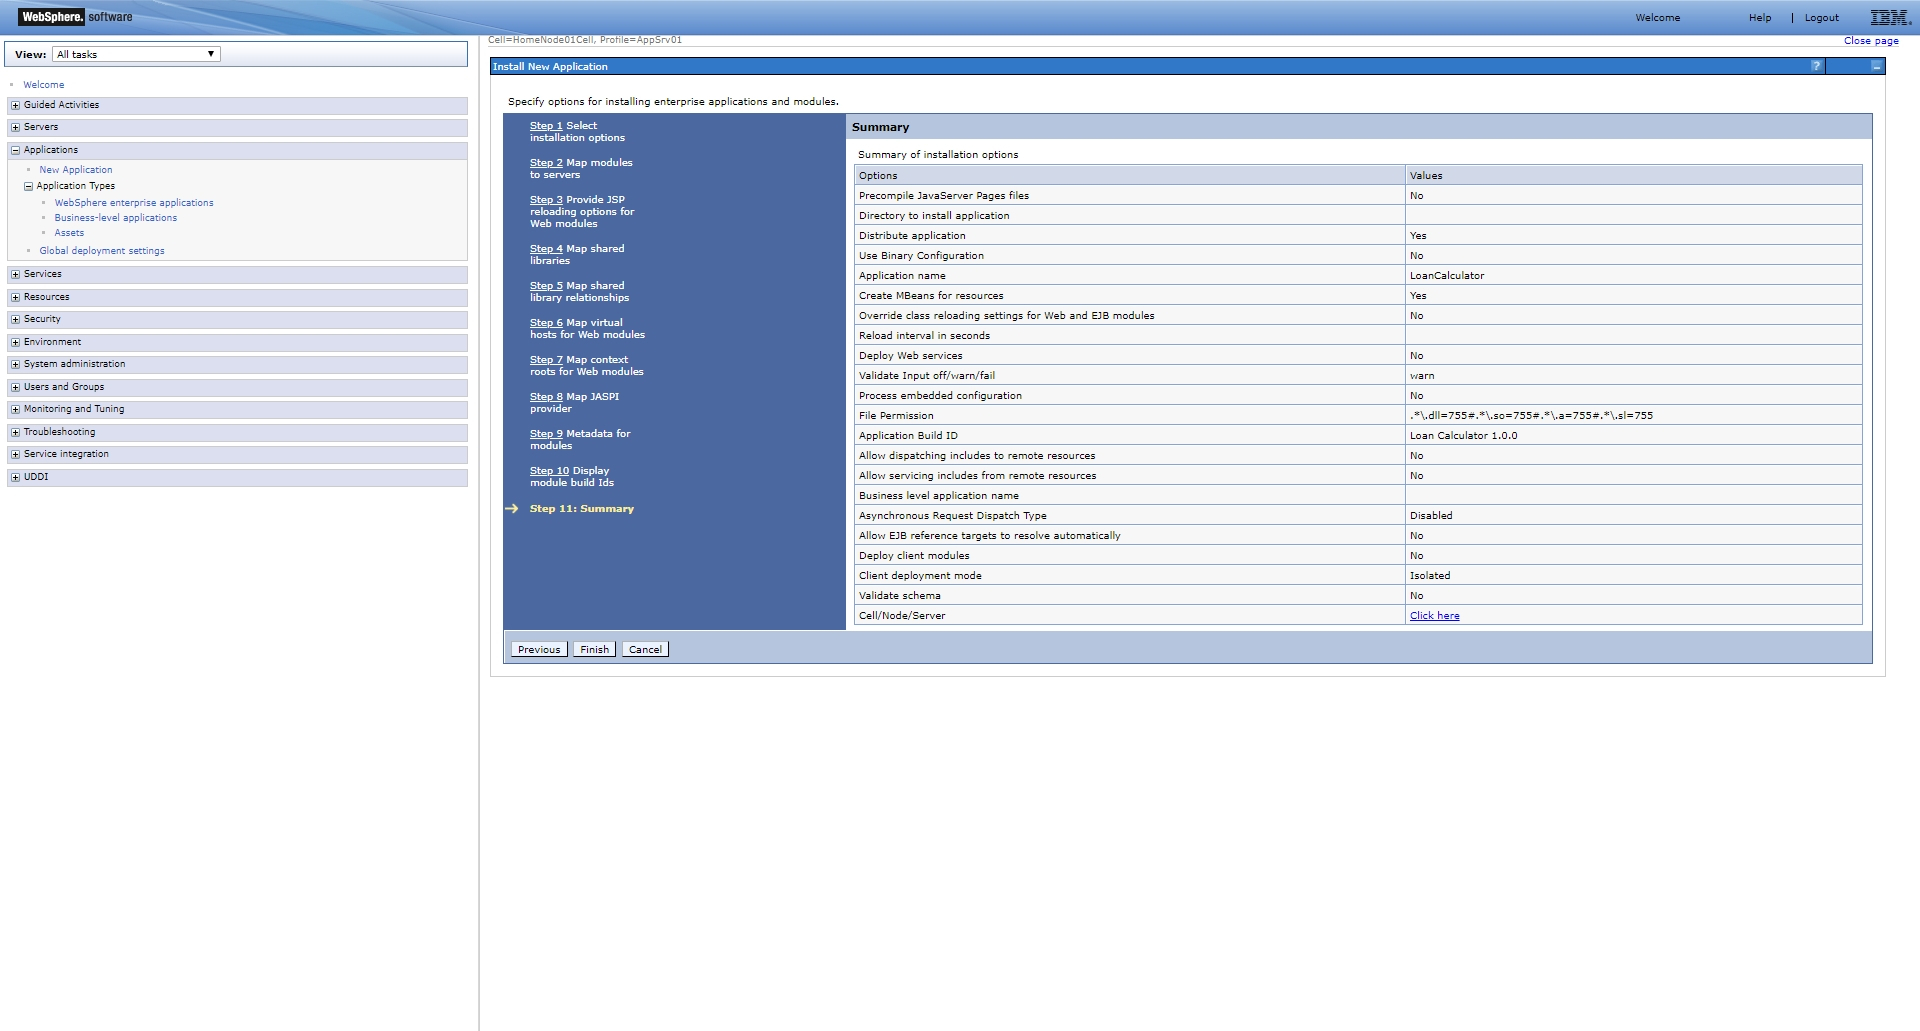 WebSphere. software
Welcome
Help | Logout
IBM.
View: All tasks
Welcome
Guided Activities
Servers
Applications
New Application
Application Types
WebSphere enterprise applications
Business-level applications
Assets
Global deployment settings
Services
Resources
Security
Environment
System administration
Users and Groups
Monitoring and Tuning
Troubleshooting
Service integration
UDDI
Cell=HomeNode01Cell, Profile=AppSrv01
Close page
Install New Application
?
Specify options for installing enterprise applications and modules.
Step 1 Select
installation options
Step 2 Map modules
to servers
Step 3 Provide JSP
reloading options for
Web modules
Step 4 Map shared
libraries
Step 5 Map shared
library relationships
Step 6 Map virtual
hosts for Web modules
Step 7 Map context
roots for Web modules
Step 8 Map JASPI
provider
Step 9 Metadata for
modules
Step 10 Display
module build Ids
Step 11: Summary
Summary
Summary of installation options
Options Values
Precompile JavaServer Pages files No
Directory to install application
Distribute application Yes
Use Binary Configuration No
Application name LoanCalculator
Create MBeans for resources Yes
Override class reloading settings for Web and EJB modules No
Reload interval in seconds
Deploy Web services No
Validate Input off/warn/fail warn
Process embedded configuration No
File Permission .*\.dll=755#.*\.so=755#.*\.a=755#.*\.sl=755
Application Build ID Loan Calculator 1.0.0
Allow dispatching includes to remote resources No
Allow servicing includes from remote resources No
Business level application name
Asynchronous Request Dispatch Type Disabled
Allow EJB reference targets to resolve automatically No
Deploy client modules No
Client deployment mode Isolated
Validate schema No
Cell/Node/Server Click here
Previous Finish Cancel